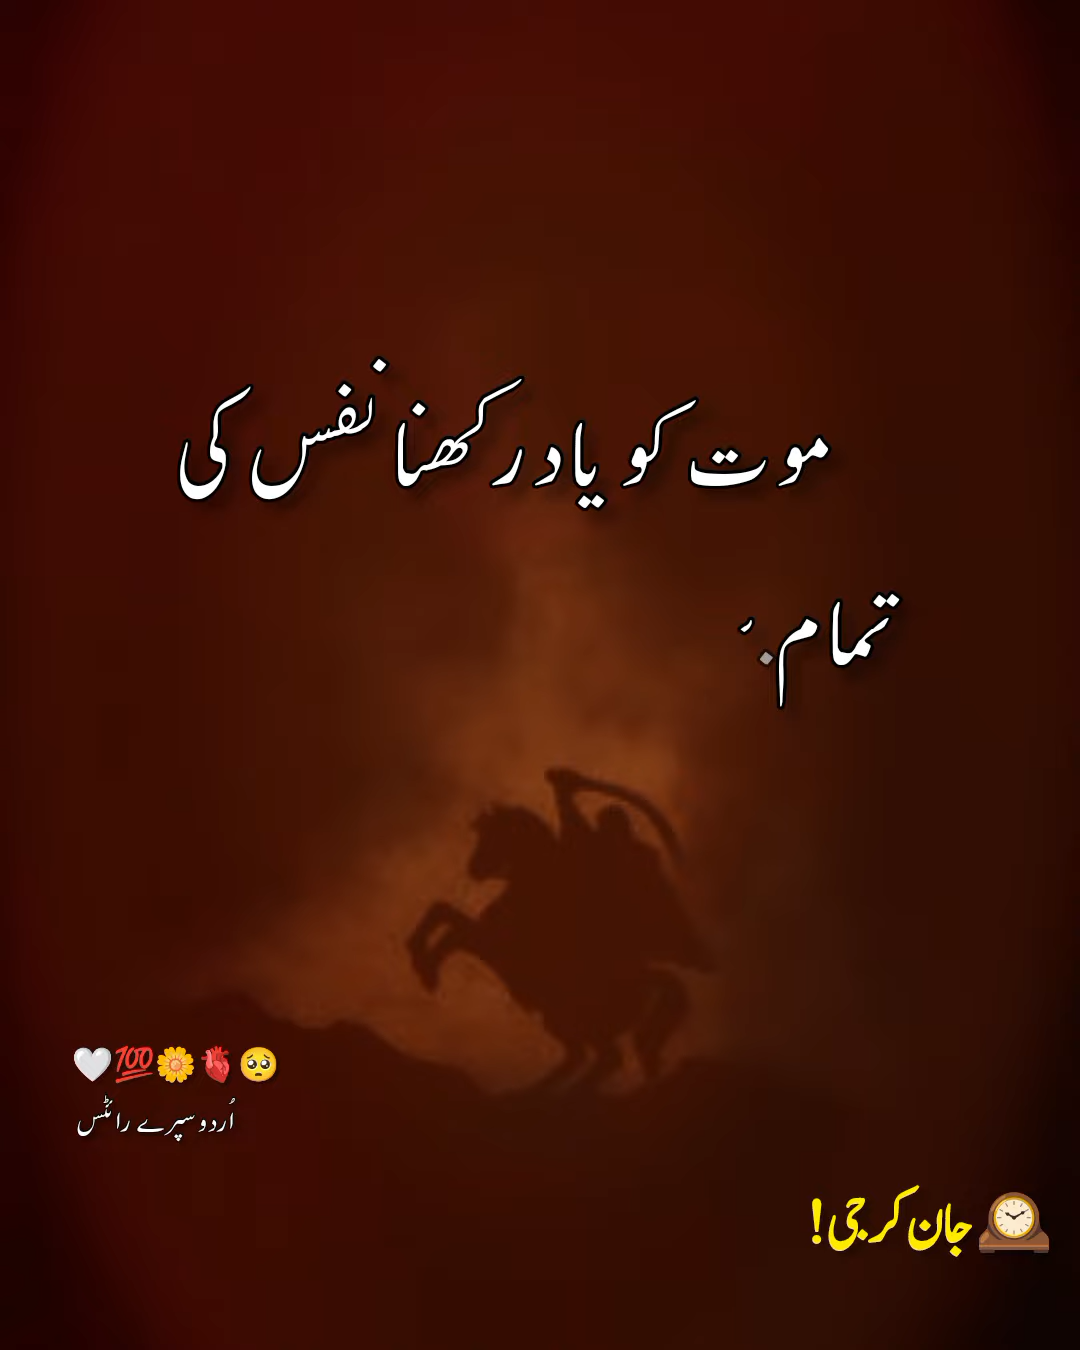 موت کو یاد رکھنا نفس کی
تمام
🤍💯🌼🫀🥺
اُردو سپرے رائٹس
🕰️ جان کر جی!